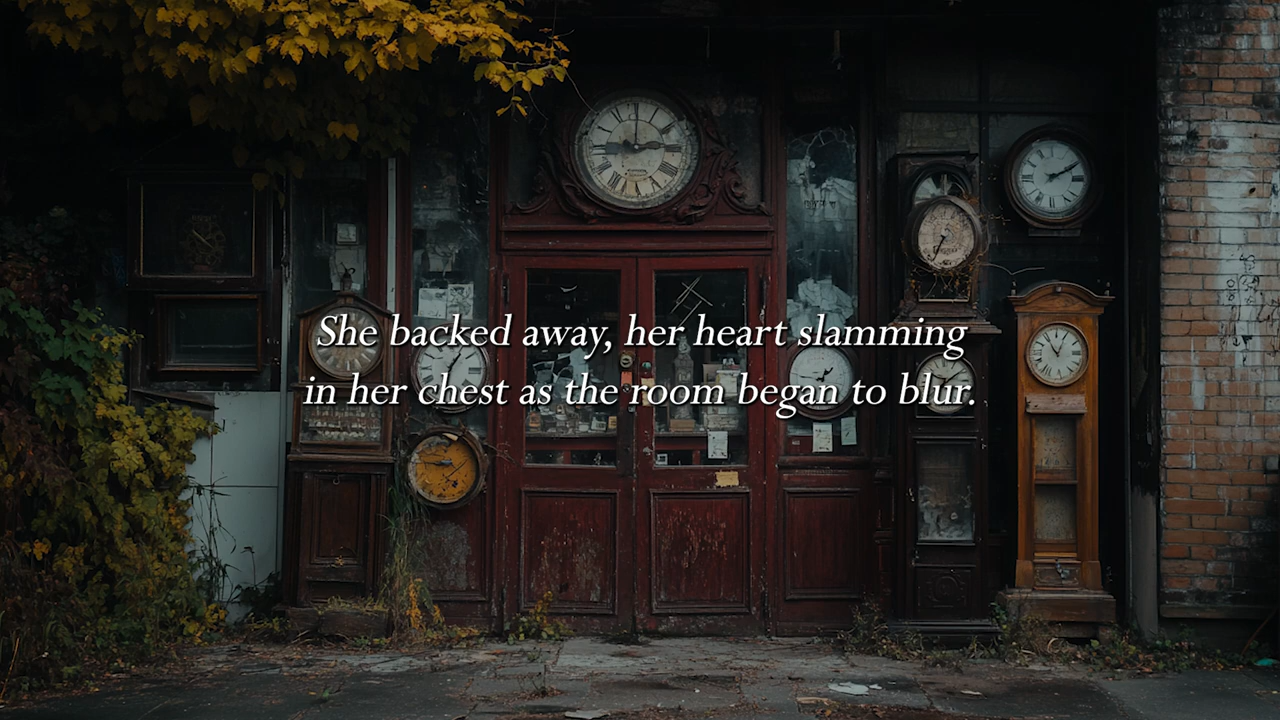 She backed away, her heart slamming
in her chest as the room began to blur.